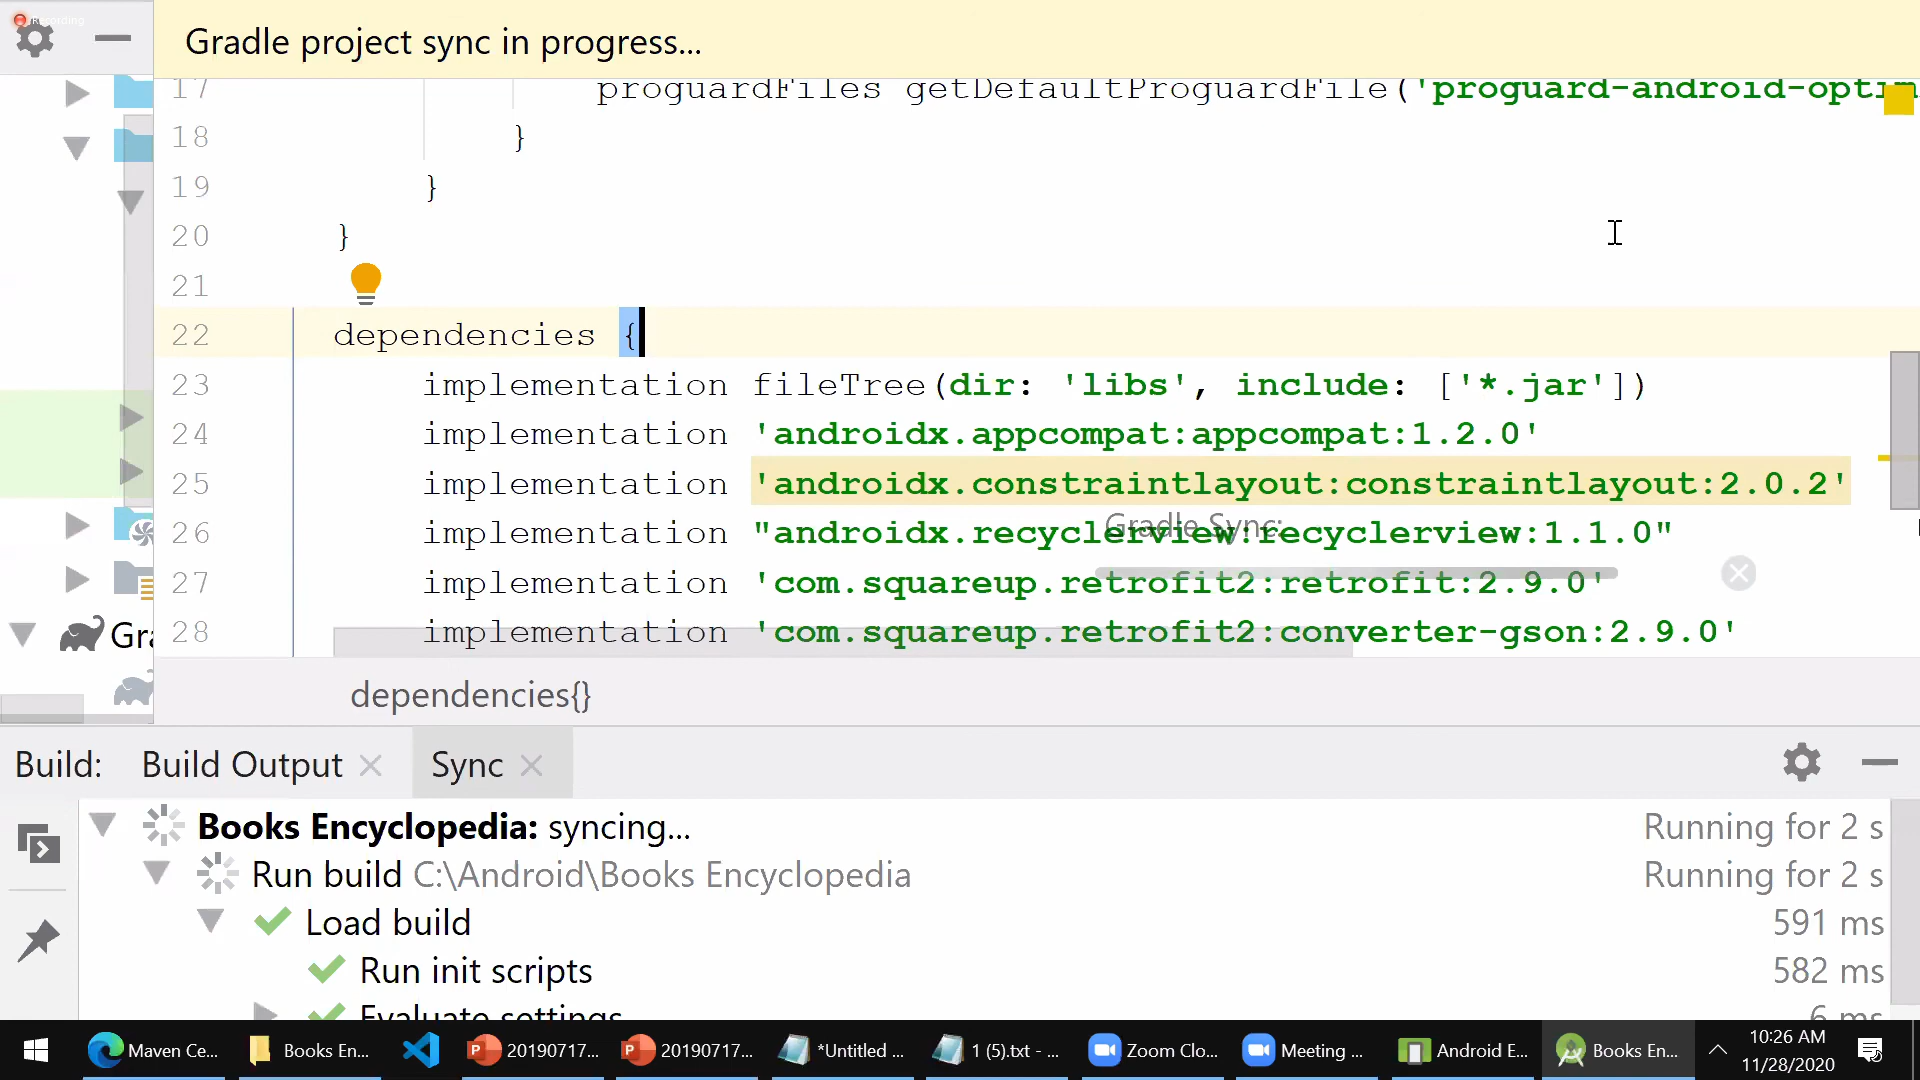 Recording
Gradle project sync in progress...
17 proguardFiles getDefaultProguardFile('proguard-android-optim
18 }
19 }
20 }
21
22 dependencies {
23 implementation fileTree(dir: 'libs', include: ['*.jar'])
24 implementation 'androidx.appcompat:appcompat:1.2.0'
25 implementation 'androidx.constraintlayout:constraintlayout:2.0.2'
26 implementation "androidx.recyclerview:recyclerview:1.1.0"
Gradle Sync:
27 implementation 'com.squareup.retrofit2:retrofit:2.9.0'
28 implementation 'com.squareup.retrofit2:converter-gson:2.9.0'
Gra
dependencies{}
Build: Build Output Sync
Books Encyclopedia: syncing... Running for 2 s
Run build C:\Android\Books Encyclopedia Running for 2 s
Load build 591 ms
Run init scripts 582 ms
Evaluate settings 6 ms
Maven Ce... Books En... 20190717... 20190717... *Untitled ... 1 (5).txt - ... Zoom Clo... Meeting ... Android E... Books En... 10:26 AM
11/28/2020